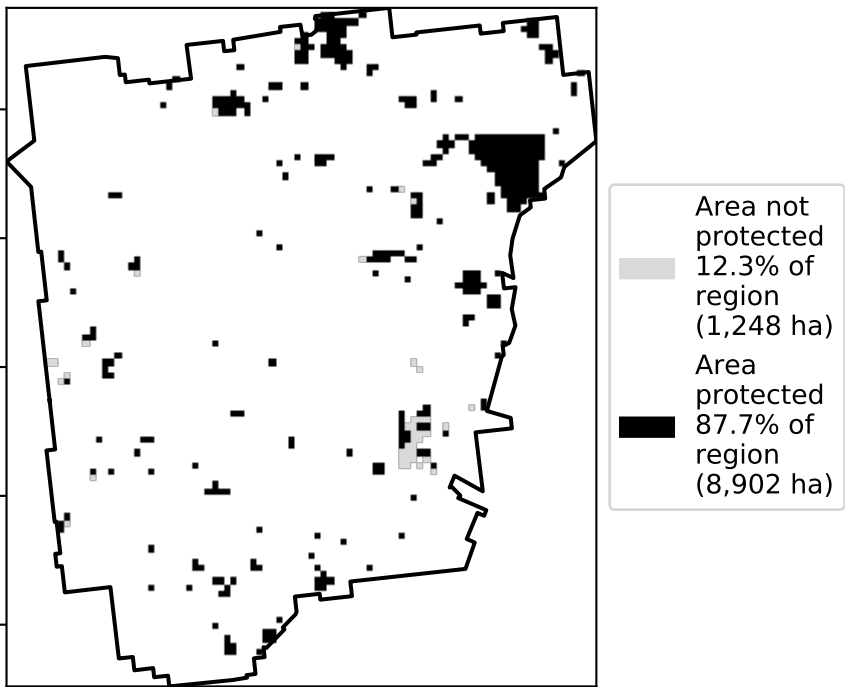 Area not
protected
12.3% of
region
(1,248 ha)
Area
protected
87.7% of
region
(8,902 ha)